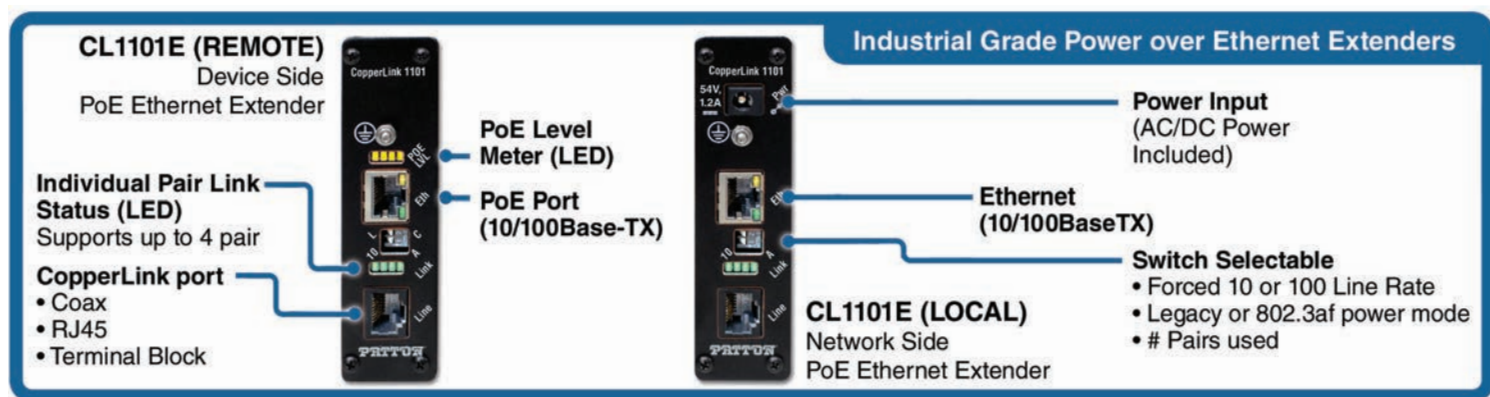 Industrial Grade Power over Ethernet Extenders
CL1101E (REMOTE)
Device Side
PoE Ethernet Extender
Individual Pair Link
Status (LED)
Supports up to 4 pair
CopperLink port
• Coax
• RJ45
• Terminal Block
CopperLink 1101
POE
LVL
Eth
L C
10 A
Link
Line
PATTON
PoE Level
Meter (LED)
PoE Port
(10/100Base-TX)
CopperLink 1101
54V,
1.2A
Pwr
Eth
10 A
Link
Line
PATTON
Power Input
(AC/DC Power
Included)
Ethernet
(10/100BaseTX)
Switch Selectable
• Forced 10 or 100 Line Rate
• Legacy or 802.3af power mode
• # Pairs used
CL1101E (LOCAL)
Network Side
PoE Ethernet Extender